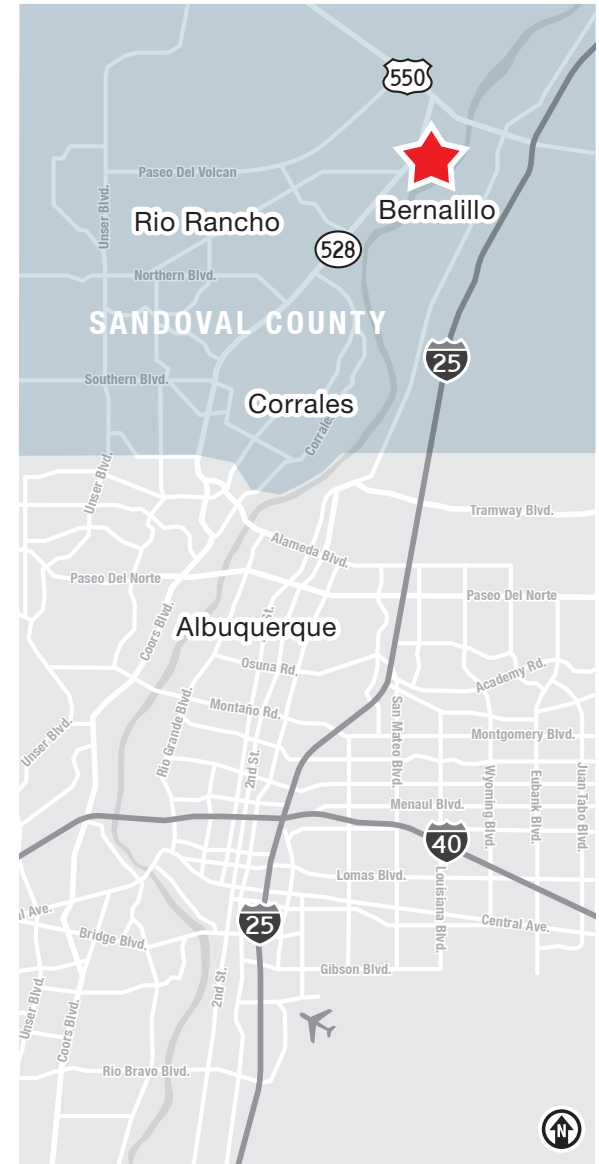 550
Paseo Del Volcan
Unser Blvd.
Rio Rancho
Bernalillo
528
Northern Blvd.
SANDOVAL COUNTY
25
Southern Blvd.
Corrales
Corrales
Unser Blvd.
Tramway Blvd.
Alameda Blvd.
Paseo Del Norte
Paseo Del Norte
Coors Blvd.
St.
Albuquerque
Osuna Rd.
Academy Rd.
Rio Grande Blvd.
Montaño Rd.
San Mateo Blvd.
Unser Blvd.
Montgomery Blvd.
2nd St.
Wyoming Blvd.
Eubank Blvd.
Juan Tabo Blvd.
Menaul Blvd.
40
Lomas Blvd.
Louisiana Blvd.
l Ave.
25
Central Ave.
Bridge Blvd.
Gibson Blvd.
2nd St.
Unser Blvd.
Coors Blvd.
Rio Bravo Blvd.
N